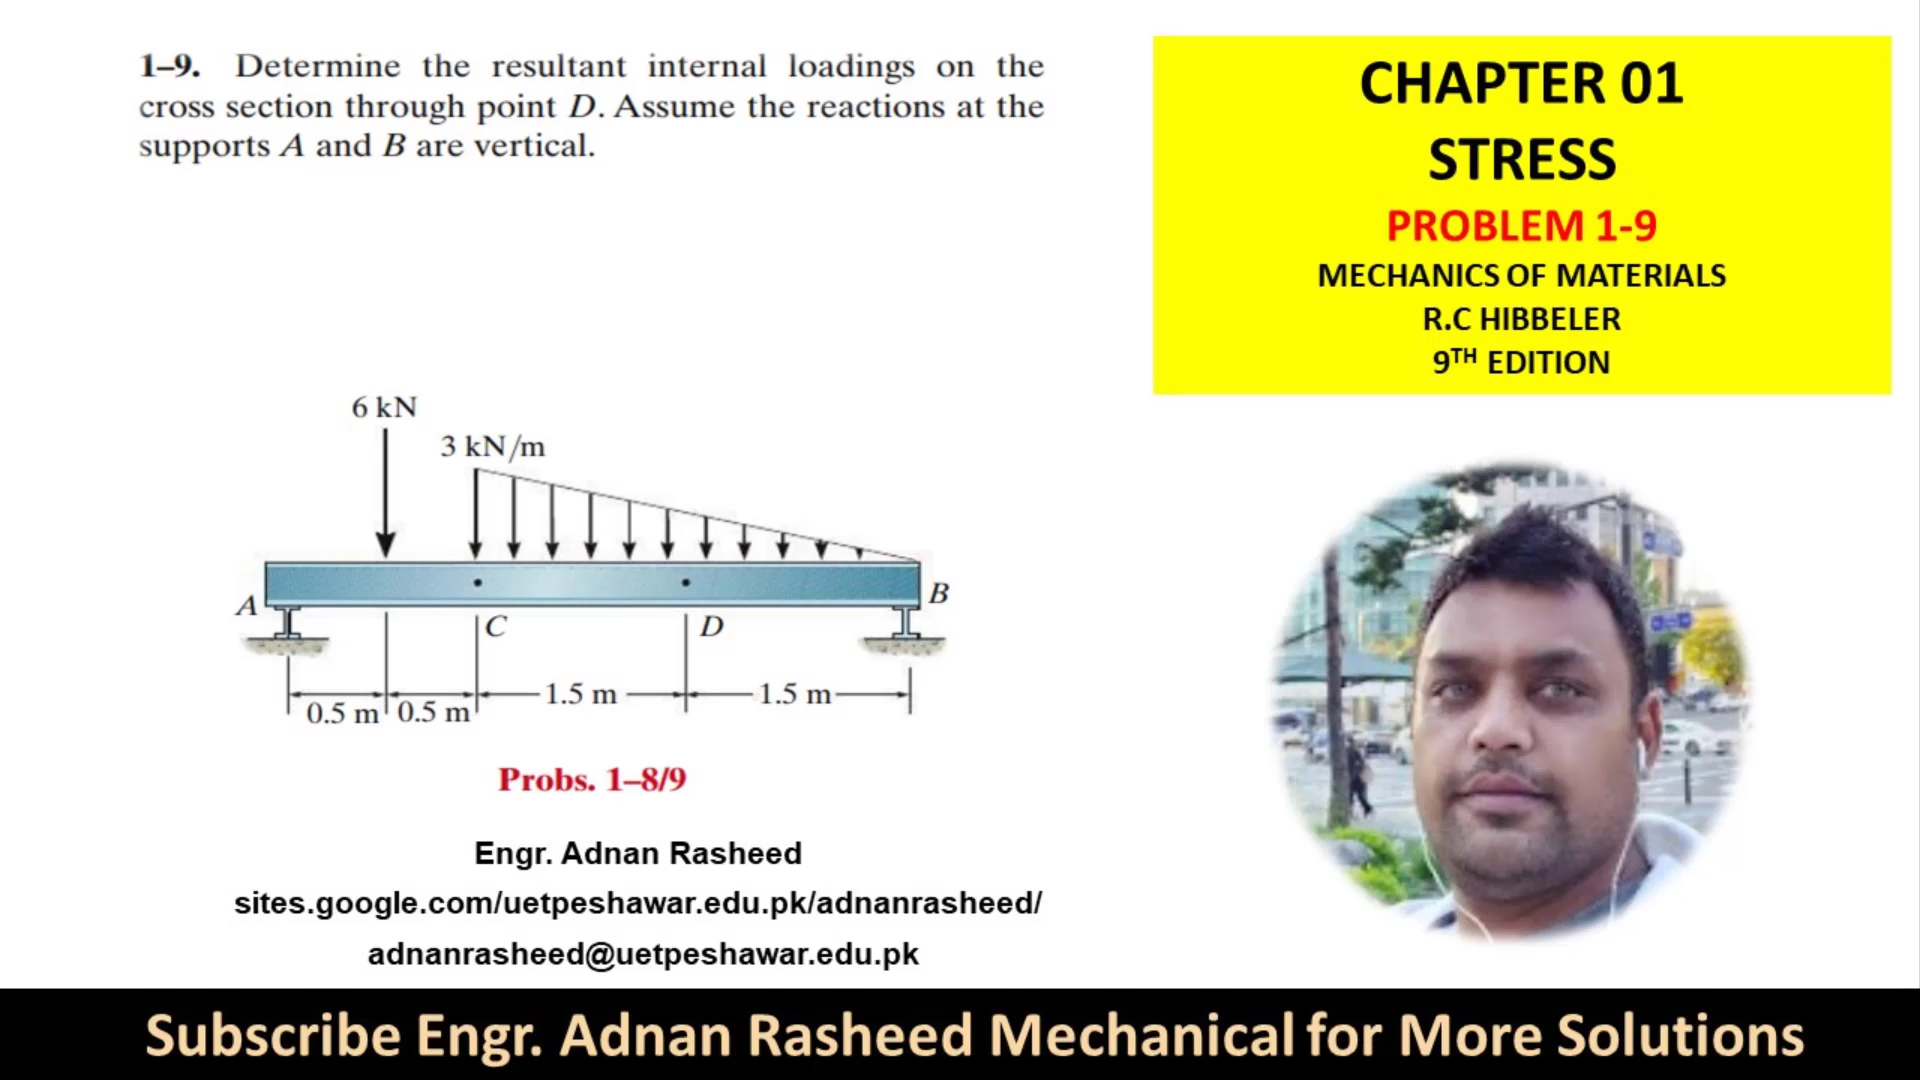 1–9. Determine the resultant internal loadings on the
cross section through point D. Assume the reactions at the
supports A and B are vertical.
CHAPTER 01
STRESS
PROBLEM 1-9
MECHANICS OF MATERIALS
R.C HIBBELER
9TH EDITION
6 kN
3 kN/m
A
B
C
D
0.5 m
0.5 m
1.5 m
1.5 m
Probs. 1–8/9
Engr. Adnan Rasheed
sites.google.com/uetpeshawar.edu.pk/adnanrasheed/
adnanrasheed@uetpeshawar.edu.pk
Subscribe Engr. Adnan Rasheed Mechanical for More Solutions